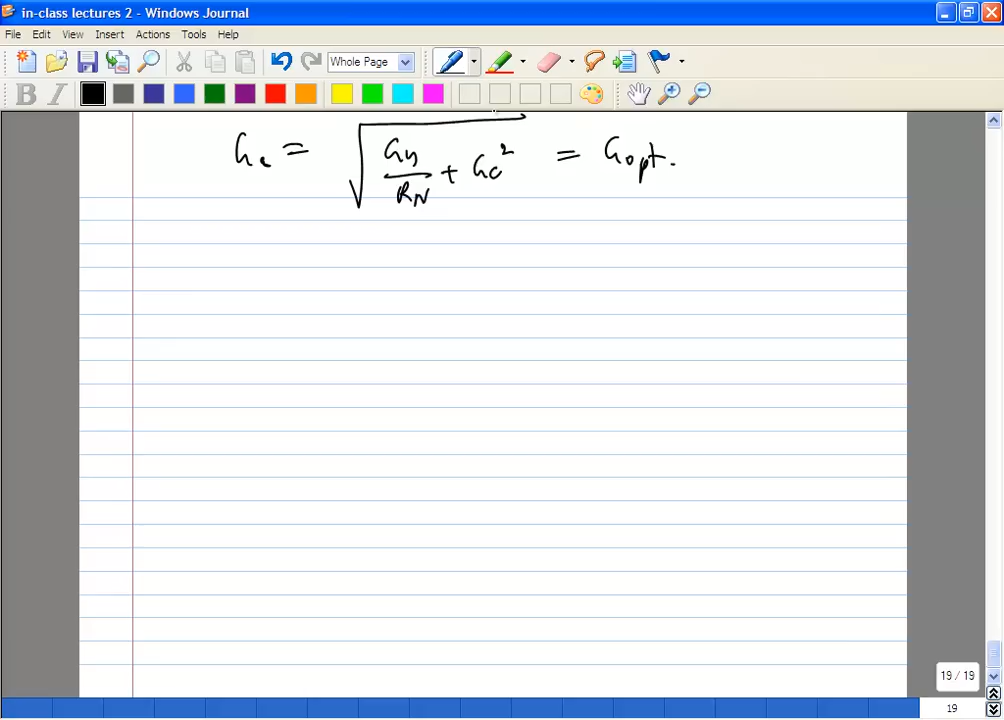 in-class lectures 2 - Windows Journal
File Edit View Insert Actions Tools Help
Whole Page
B I
= √(Gu/RN + Gc²) = Gopt.
19 / 19
19